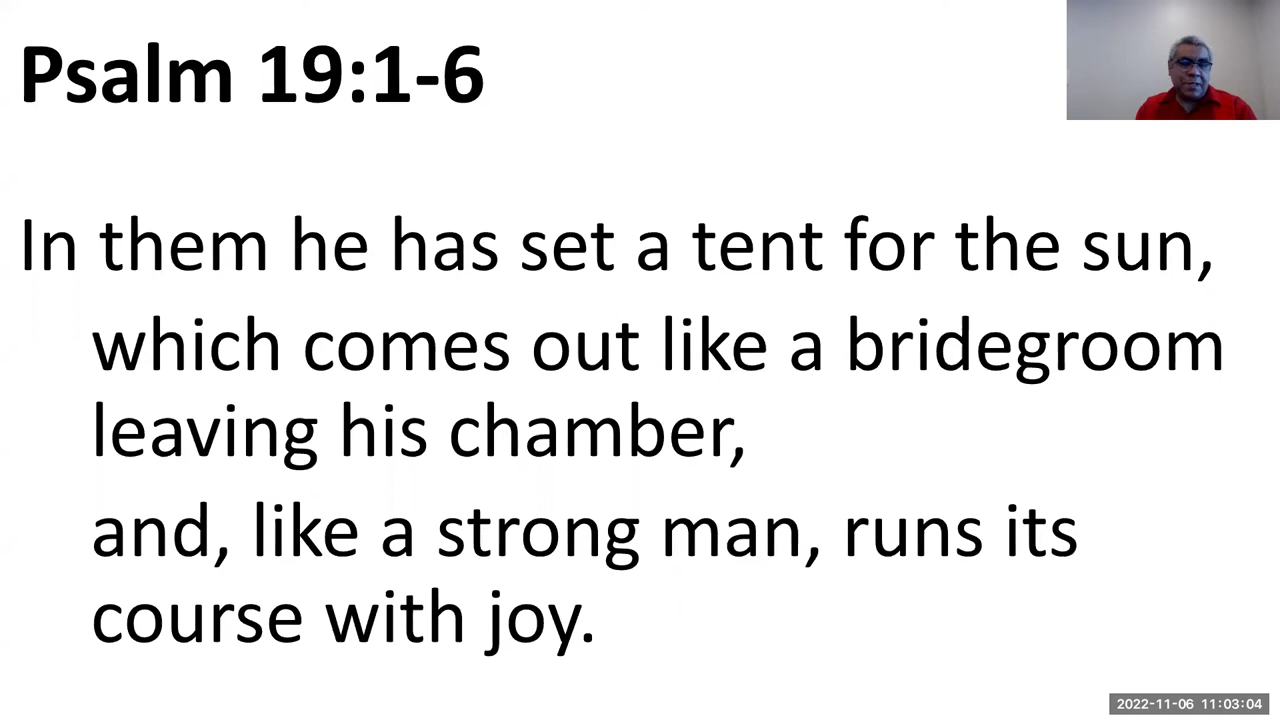 Psalm 19:1-6
In them he has set a tent for the sun,
which comes out like a bridegroom
leaving his chamber,
and, like a strong man, runs its
course with joy.
2022-11-06 11:03:04